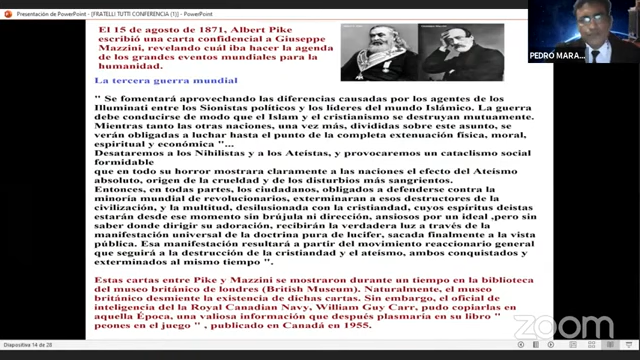 Presentación de PowerPoint - [FRATELLI TUTTI CONFERENCIA (1)] - PowerPoint
El 15 de agosto de 1871, Albert Pike
escribió una carta confidencial a Giuseppe
Mazzini, revelando cuál iba hacer la agenda
de los grandes eventos mundiales para la
humanidad.
La tercera guerra mundial
" Se fomentará aprovechando las diferencias causadas por los agentes de los
Illuminati entre los Sionistas políticos y los líderes del mundo Islámico. La guerra
debe conducirse de modo que el Islam y el cristianismo se destruyan mutuamente.
Mientras tanto las otras naciones, una vez más, divididas sobre este asunto, se
verán obligadas a luchar hasta el punto de la completa extenuación física, moral,
espiritual y económica "...
Desataremos a los Nihilistas y a los Ateístas, y provocaremos un cataclismo social
formidable
que en todo su horror mostrara claramente a las naciones el efecto del Ateísmo
absoluto, origen de la crueldad y de los disturbios más sangrientos.
Entonces, en todas partes, los ciudadanos, obligados a defenderse contra la
minoría mundial de revolucionarios, exterminaran a esos destructores de la
civilización, y la multitud, desilusionada con la cristiandad, cuyos espíritus deistas
estarán desde ese momento sin brújula ni dirección, ansiosos por un ideal ,pero sin
saber donde dirigir su adoración, recibirán la verdadera luz a través de la
manifestación universal de la doctrina pura de lucifer, sacada finalmente a la vista
pública. Esa manifestación resultará a partir del movimiento reaccionario general
que seguirá a la destrucción de la cristiandad y el ateísmo, ambos conquistados y
exterminados al mismo tiempo ".
Estas cartas entre Pike y Mazzini se mostraron durante un tiempo en la biblioteca
del museo británico de londres (British Museum). Naturalmente, el museo
británico desmiente la existencia de dichas cartas. Sin embargo, el oficial de
inteligencia del la Royal Canadian Navy, William Guy Carr, pudo copiarlas en
aquella Época, una valiosa información que después plasmaria en su libro "
peones en el juego " , publicado en Canadá en 1955.
PEDRO MARA...
zoom
Diapositiva 14 de 28